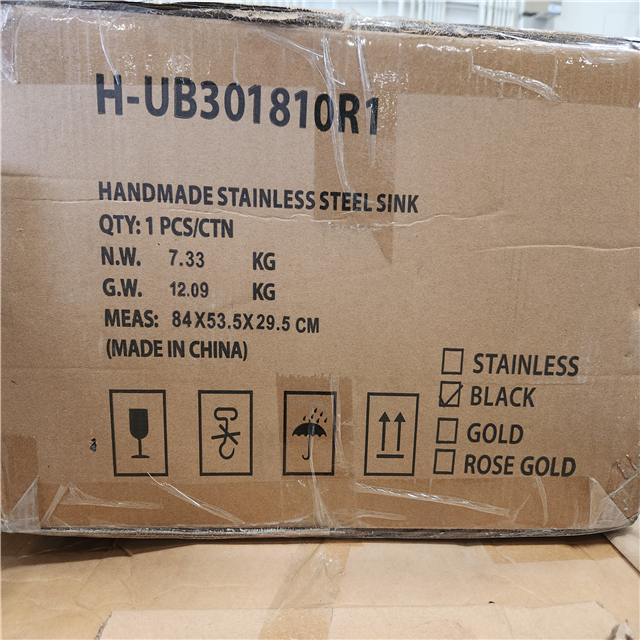 H-UB301810R1
HANDMADE STAINLESS STEEL SINK
QTY: 1 PCS/CTN
N.W. 7.33 KG
G.W. 12.09 KG
MEAS: 84X53.5X29.5 CM
(MADE IN CHINA)
STAINLESS
BLACK
GOLD
ROSE GOLD